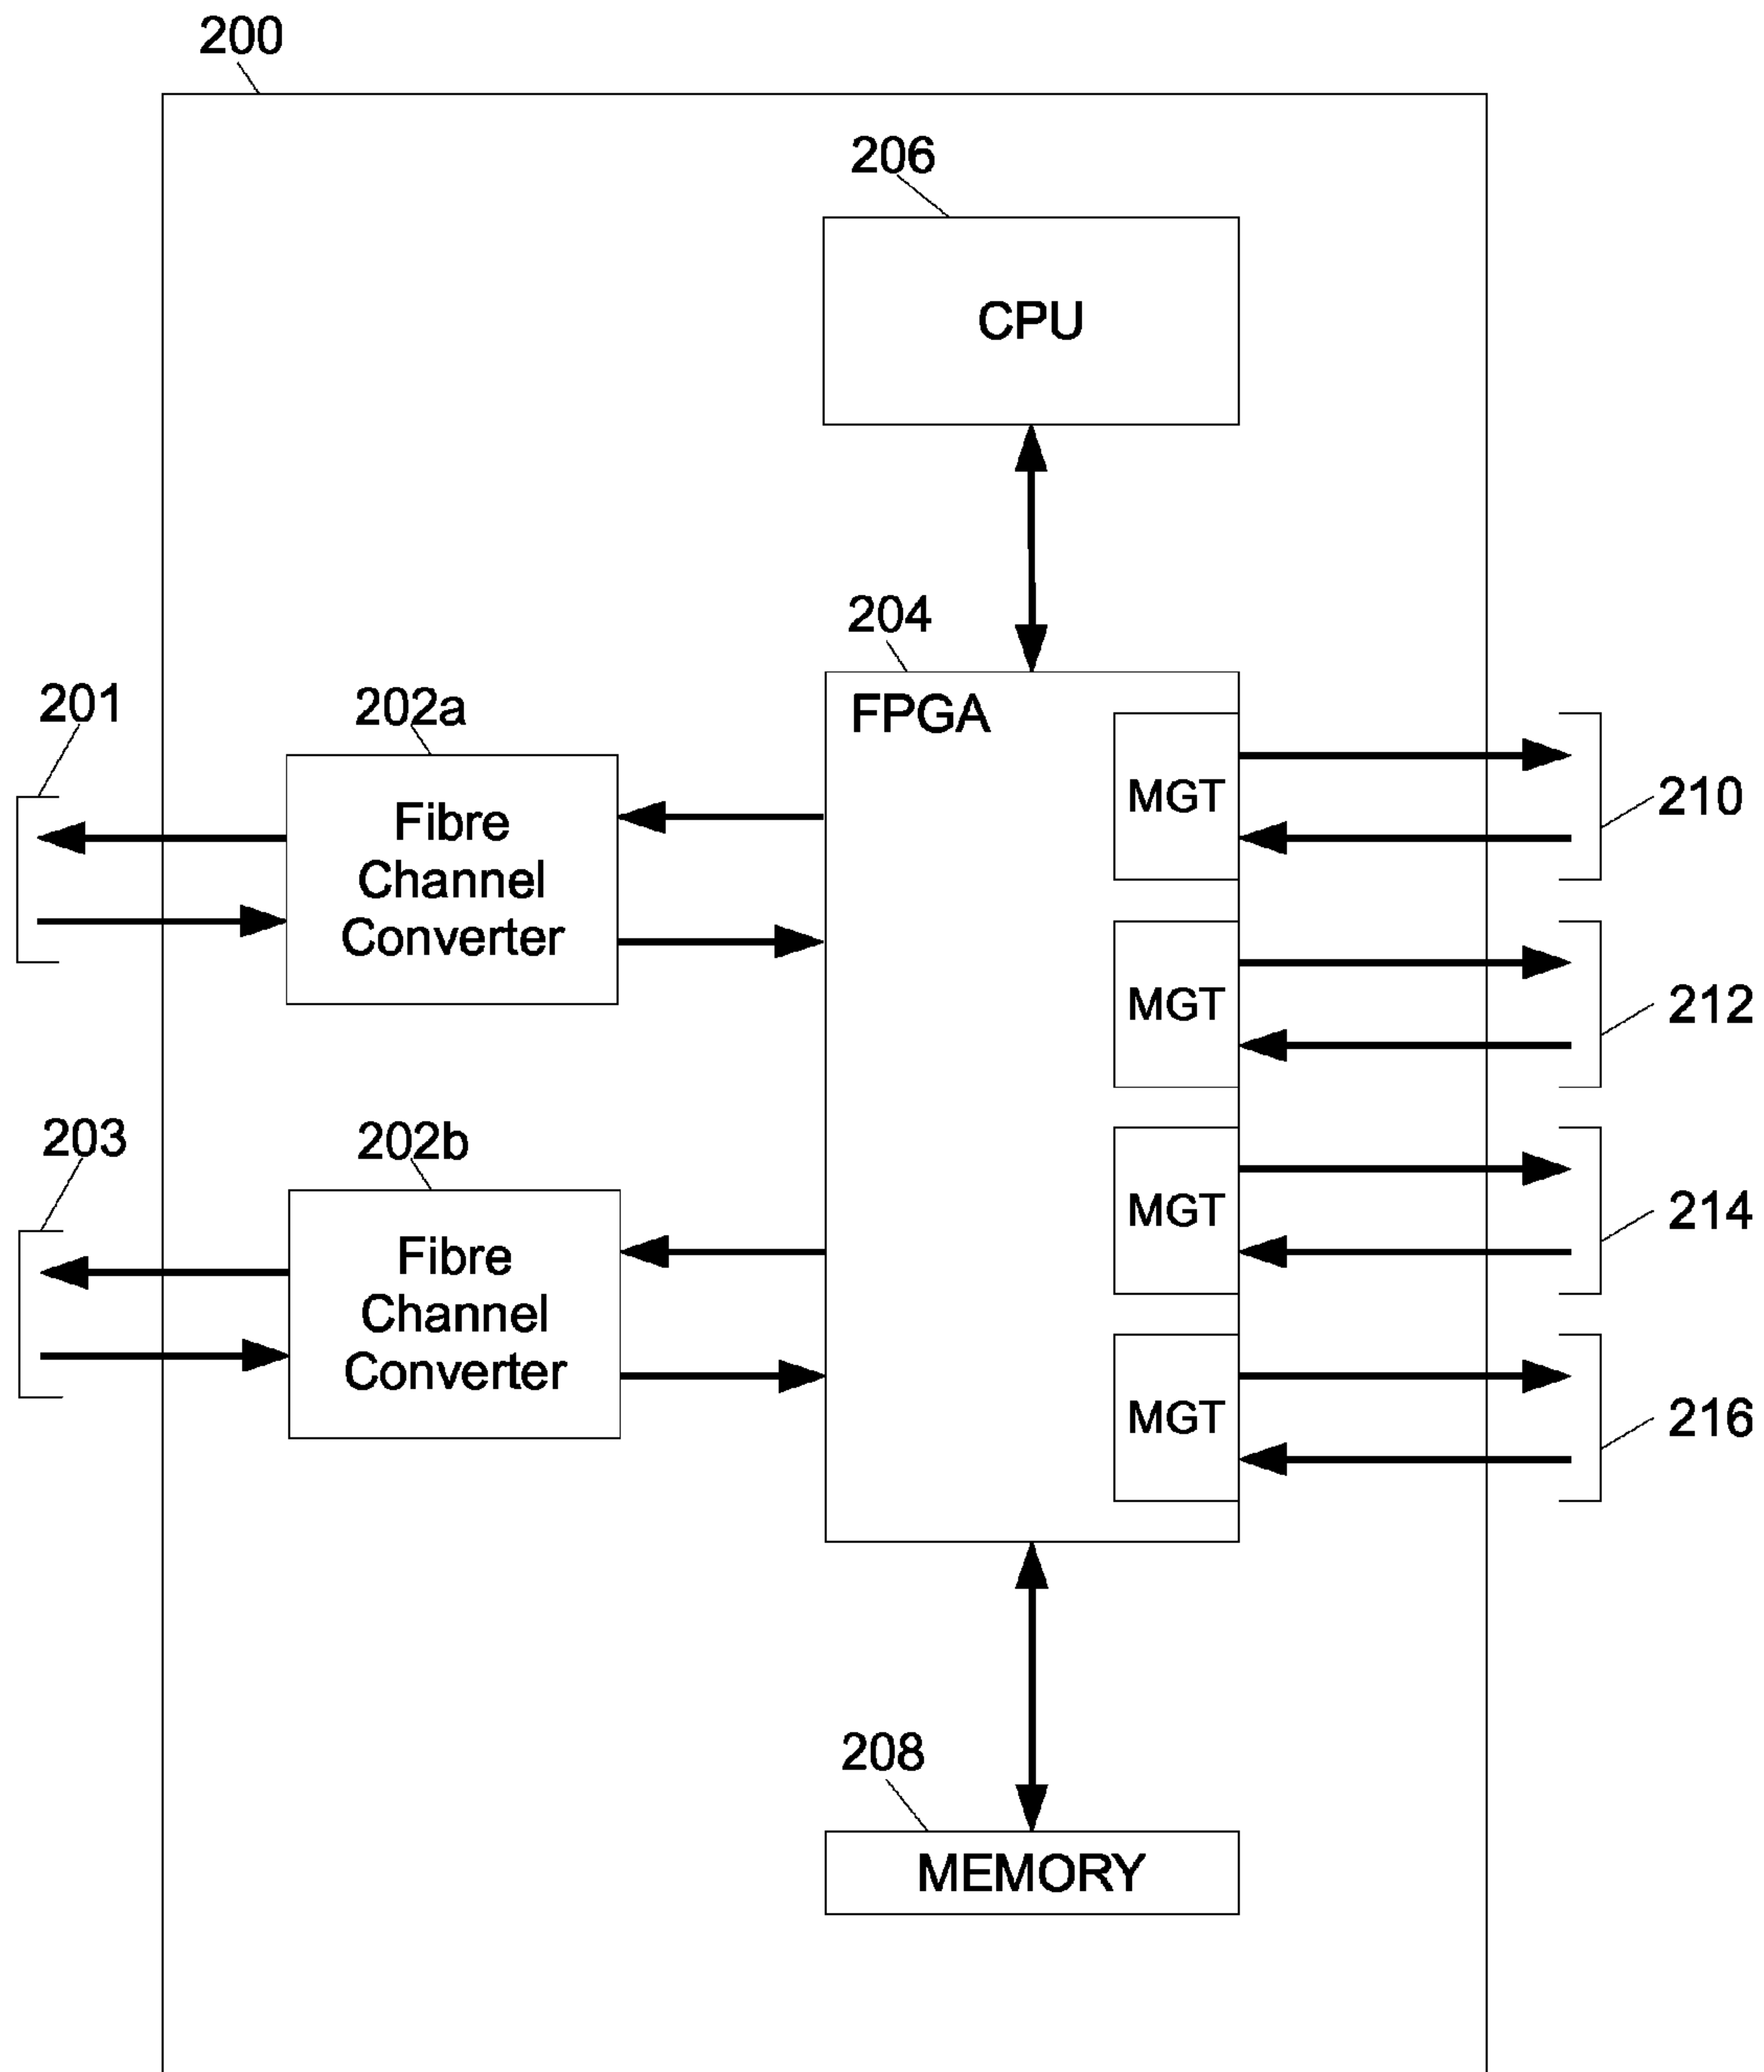 200
206
CPU
204
FPGA
201
202a
Fibre
Channel
Converter
MGT
210
MGT
212
203
202b
Fibre
Channel
Converter
MGT
214
MGT
216
208
MEMORY